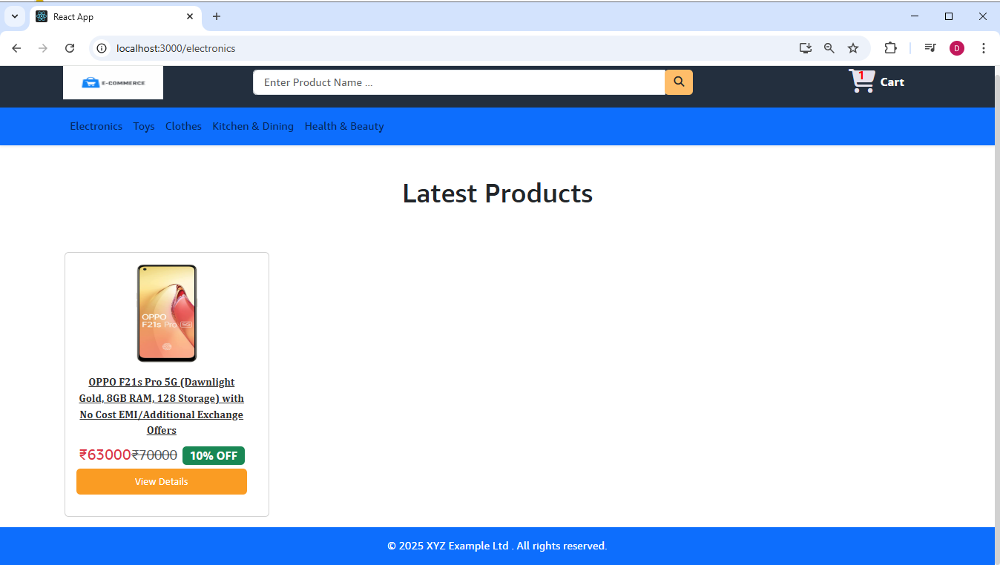 React App
localhost:3000/electronics
D
E-COMMERCE
Enter Product Name ...
1
Cart
Electronics Toys Clothes Kitchen & Dining Health & Beauty
Latest Products
OPPO
F21s Pro 5G
OPPO F21s Pro 5G (Dawnlight
Gold, 8GB RAM, 128 Storage) with
No Cost EMI/Additional Exchange
Offers
₹63000₹70000 10% OFF
View Details
© 2025 XYZ Example Ltd . All rights reserved.